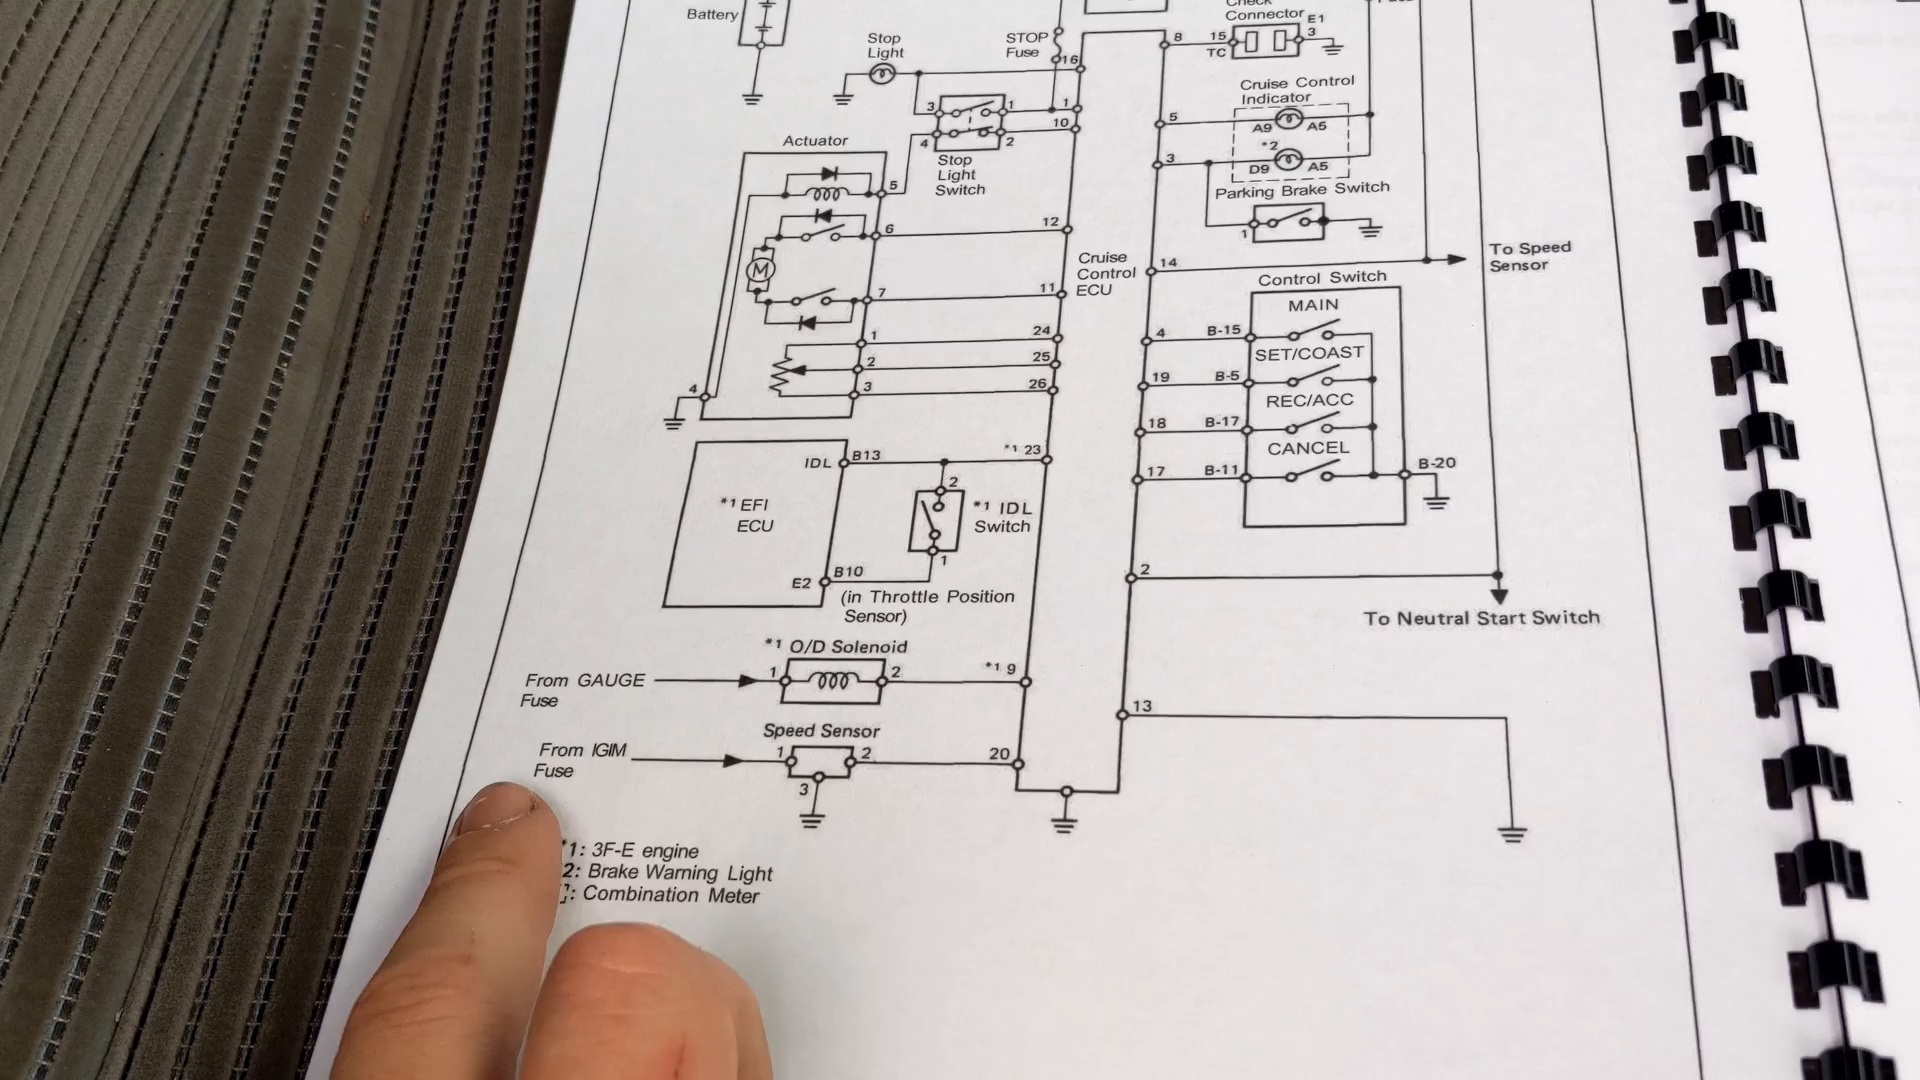 Battery
Stop
Light
STOP
Fuse
16
3
1
1
10
4
2
Stop
Light
Switch
Actuator
5
6
12
M
7
11
1
24
2
25
3
26
4
Cruise
Control
ECU
IDL
B13
*1 23
*1 EFI
ECU
2
*1 IDL
Switch
1
E2
B10
(in Throttle Position
Sensor)
*1 O/D Solenoid
From GAUGE
Fuse
1
2
*1 9
Speed Sensor
From IGIM
Fuse
1
2
20
3
*1: 3F-E engine
2: Brake Warning Light
: Combination Meter
Check
Connector
E1
8
15
TC
3
Cruise Control
Indicator
5
A9
A5
*2
3
D9
A5
Parking Brake Switch
1
14
To Speed
Sensor
Control Switch
MAIN
4
B-15
SET/COAST
19
B-5
REC/ACC
18
B-17
CANCEL
17
B-11
B-20
2
To Neutral Start Switch
13